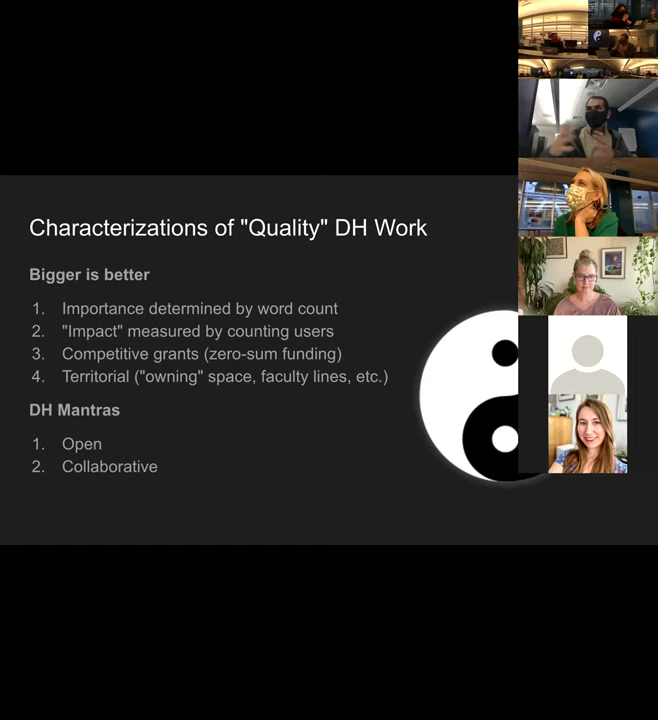 Characterizations of "Quality" DH Work
Bigger is better
1. Importance determined by word count
2. "Impact" measured by counting users
3. Competitive grants (zero-sum funding)
4. Territorial ("owning" space, faculty lines, etc.)
DH Mantras
1. Open
2. Collaborative